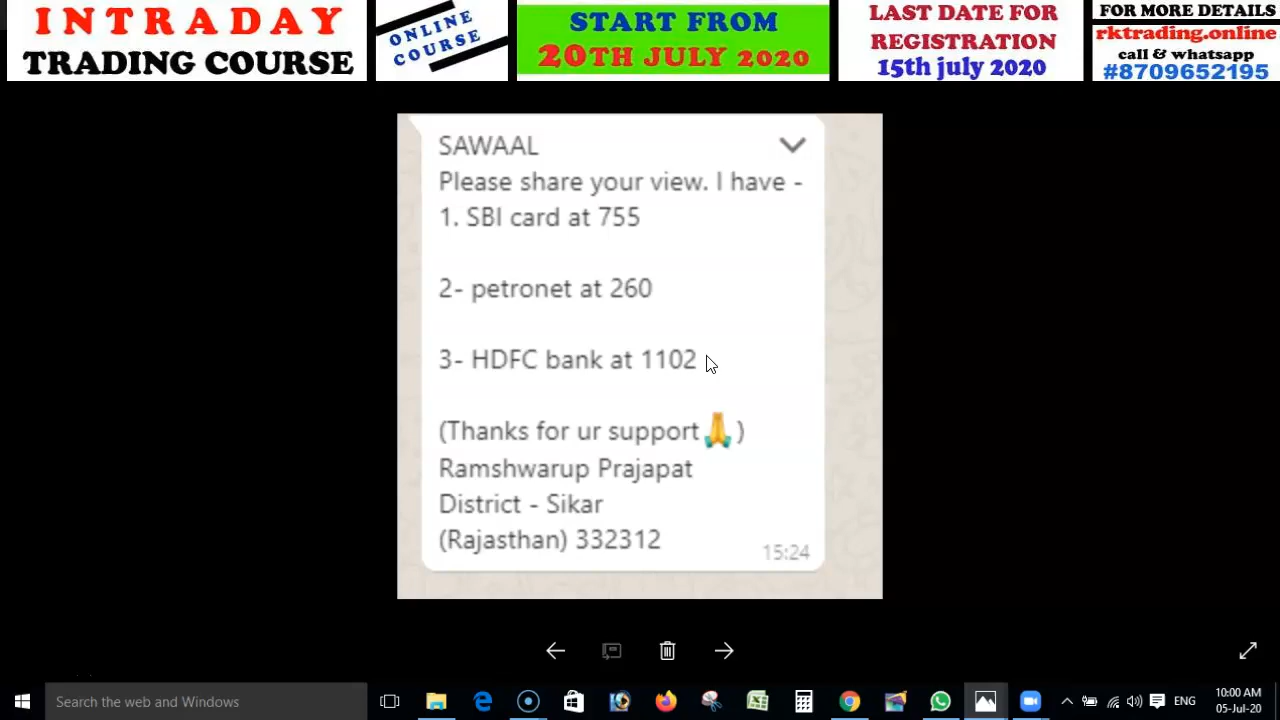 INTRADAY
TRADING COURSE
ONLINE
COURSE
START FROM
20TH JULY 2020
LAST DATE FOR
REGISTRATION
15th july 2020
FOR MORE DETAILS
rktrading.online
call & whatsapp
#8709652195
SAWAAL
Please share your view. I have -
1. SBI card at 755
2- petronet at 260
3- HDFC bank at 1102
(Thanks for ur support🙏)
Ramshwarup Prajapat
District - Sikar
(Rajasthan) 332312
15:24
Search the web and Windows
ENG
10:00 AM
05-Jul-20